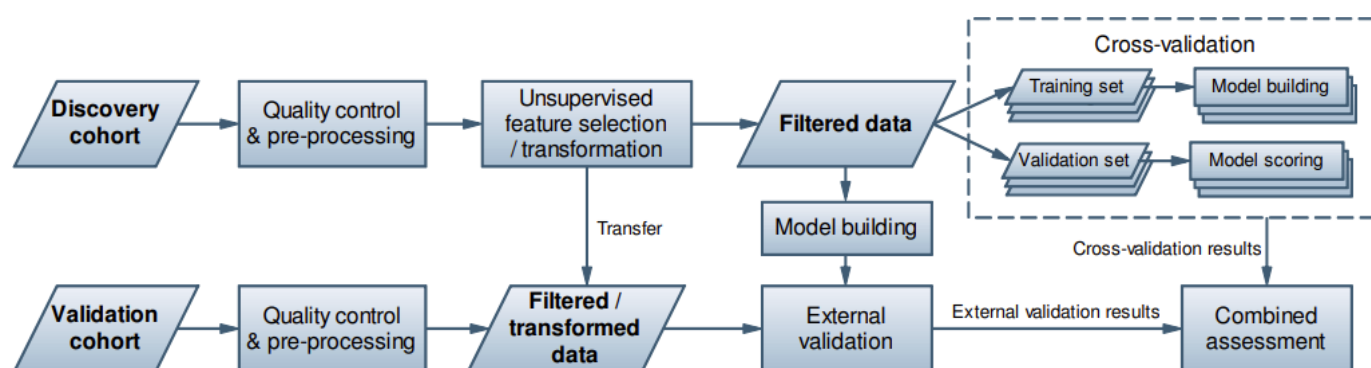 Cross-validation
Discovery
cohort
Quality control
& pre-processing
Unsupervised
feature selection
/ transformation
Filtered data
Training set
Model building
Validation set
Model scoring
Transfer
Model building
Cross-validation results
Validation
cohort
Quality control
& pre-processing
Filtered /
transformed
data
External
validation
External validation results
Combined
assessment